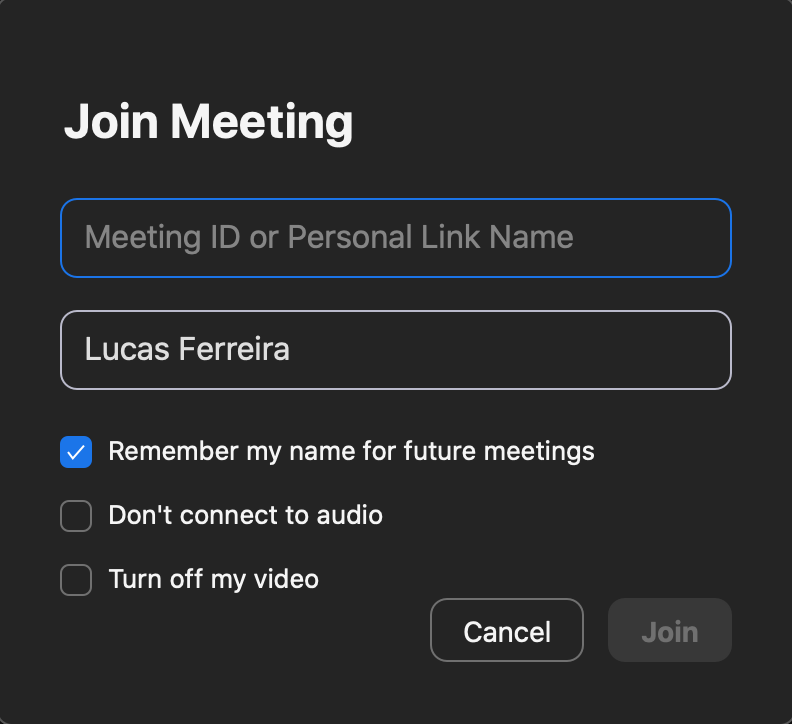 Join Meeting
Meeting ID or Personal Link Name
Lucas Ferreira
Remember my name for future meetings
Don't connect to audio
Turn off my video
Cancel
Join